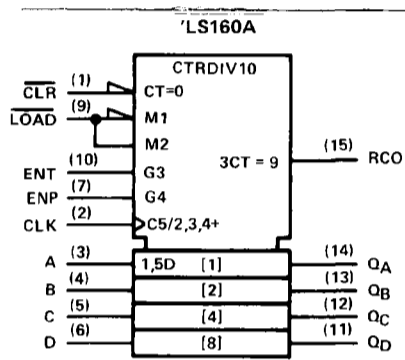 'LS160A
CTRDIV10
CLR (1) CT=0
LOAD (9) M1
M2
(15)
3CT = 9 RCO
ENT (10) G3
ENP (7) G4
CLK (2) C5/2,3,4+
A (3) 1,5D [1] (14) QA
B (4) [2] (13) QB
C (5) [4] (12) QC
D (6) [8] (11) QD